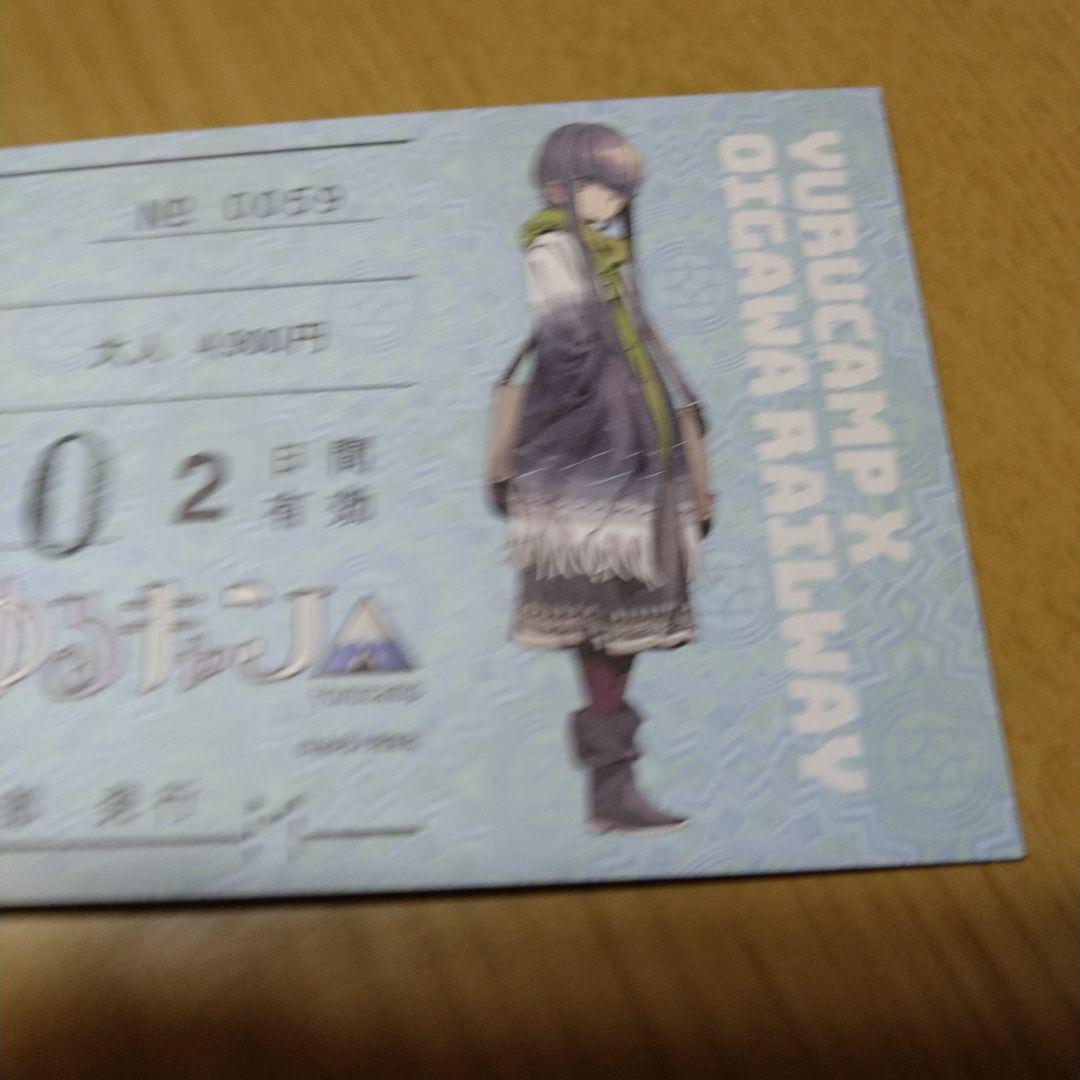 No 0059
大人 4900円
0 2 日間
有効
ゆるキャン
発行
YURUCAMP X
OIGAWA RAILWAY